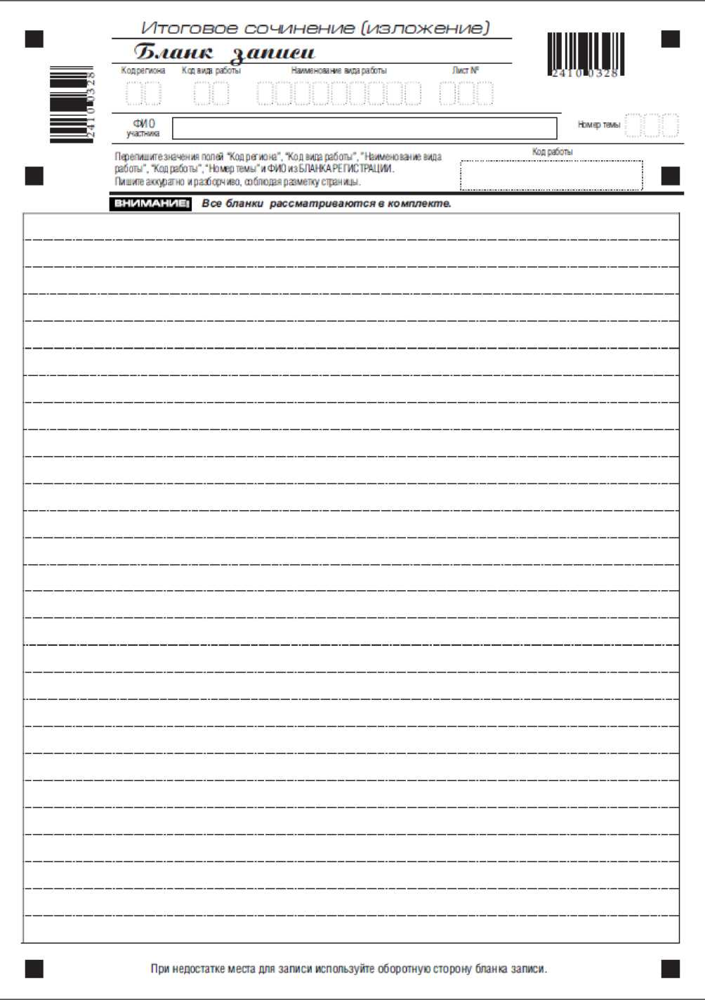 Итоговое сочинение (изложение)
Бланк записи
Код региона Код вида работы Наименование вида работы Лист №
2410 0328
2410 0328
ФИО
участника
Номер темы
Перепишите значения полей "Код региона", "Код вида работы", "Наименование вида
работы", "Код работы", "Номер темы" и ФИО из БЛАНКА РЕГИСТРАЦИИ.
Пишите аккуратно и разборчиво, соблюдая разметку страницы.
Код работы
ВНИМАНИЕ! Все бланки рассматриваются в комплекте.
При недостатке места для записи используйте оборотную сторону бланка записи.